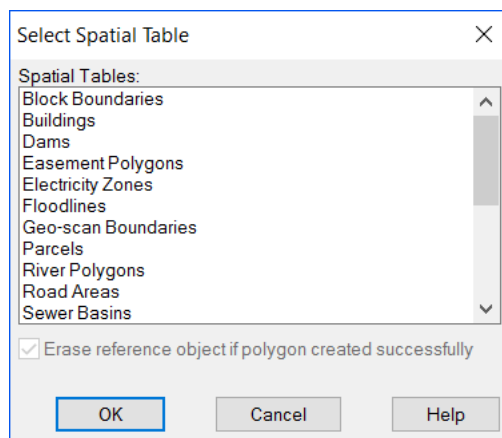 Select Spatial Table
Spatial Tables:
Block Boundaries
Buildings
Dams
Easement Polygons
Electricity Zones
Floodlines
Geo-scan Boundaries
Parcels
River Polygons
Road Areas
Sewer Basins
Erase reference object if polygon created successfully
OK Cancel Help